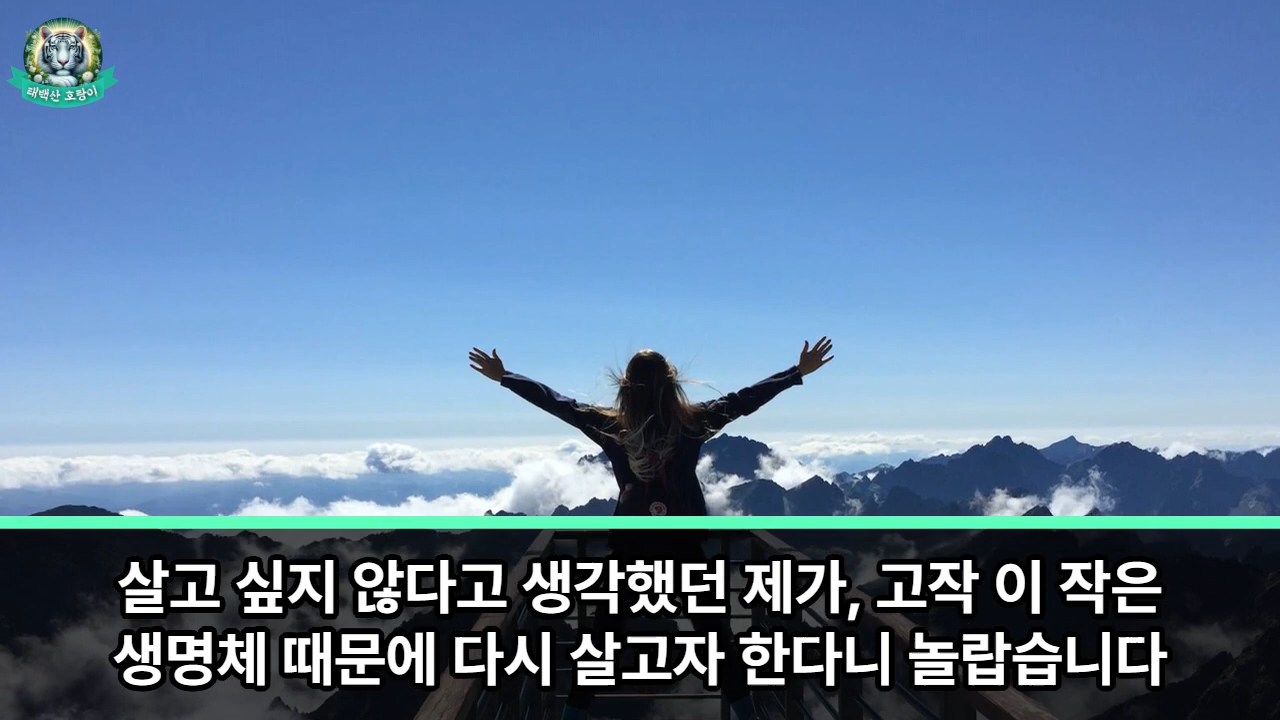 태백산 호랑이
살고 싶지 않다고 생각했던 제가, 고작 이 작은
생명체 때문에 다시 살고자 한다니 놀랍습니다